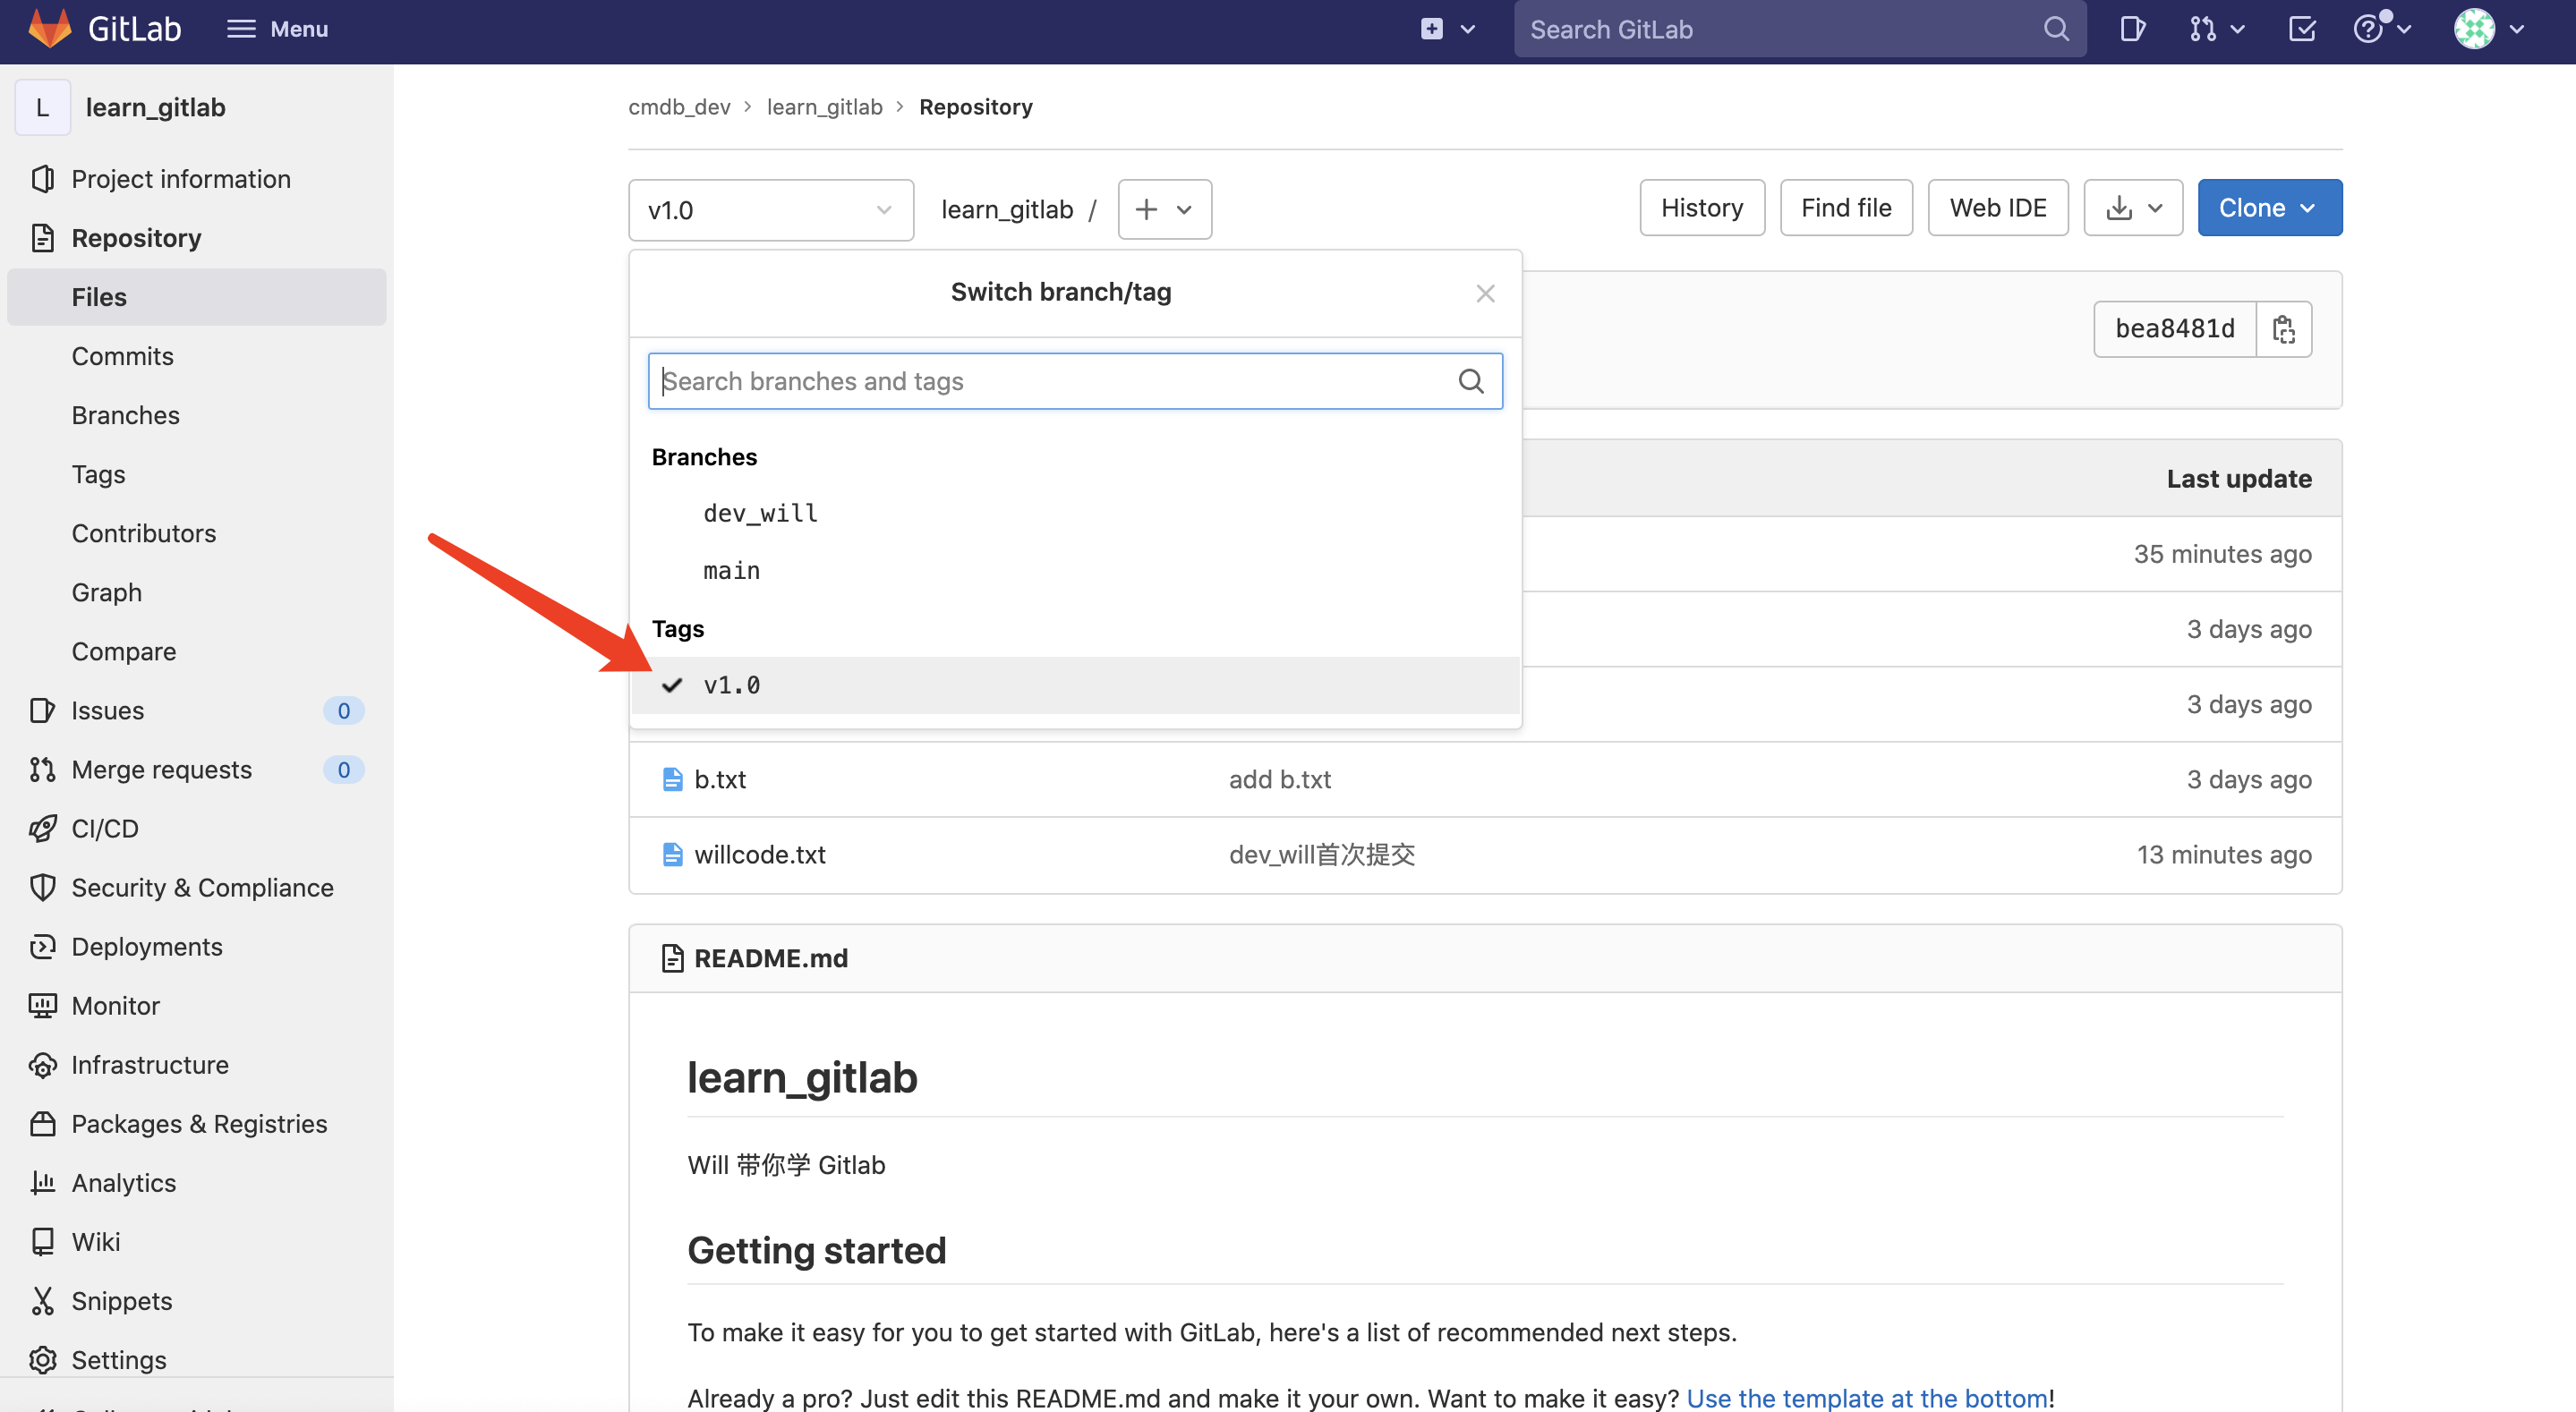 GitLab
Menu
Search GitLab
L
learn_gitlab
Project information
Repository
Files
Commits
Branches
Tags
Contributors
Graph
Compare
Issues 0
Merge requests 0
CI/CD
Security & Compliance
Deployments
Monitor
Infrastructure
Packages & Registries
Analytics
Wiki
Snippets
Settings
cmdb_dev > learn_gitlab > Repository
v1.0
learn_gitlab /
History
Find file
Web IDE
Clone
Switch branch/tag
Search branches and tags
Branches
dev_will
main
Tags
v1.0
bea8481d
Last update
35 minutes ago
3 days ago
3 days ago
b.txt add b.txt 3 days ago
willcode.txt dev_will首次提交 13 minutes ago
README.md
learn_gitlab
Will 带你学 Gitlab
Getting started
To make it easy for you to get started with GitLab, here's a list of recommended next steps.
Already a pro? Just edit this README.md and make it your own. Want to make it easy? Use the template at the bottom!